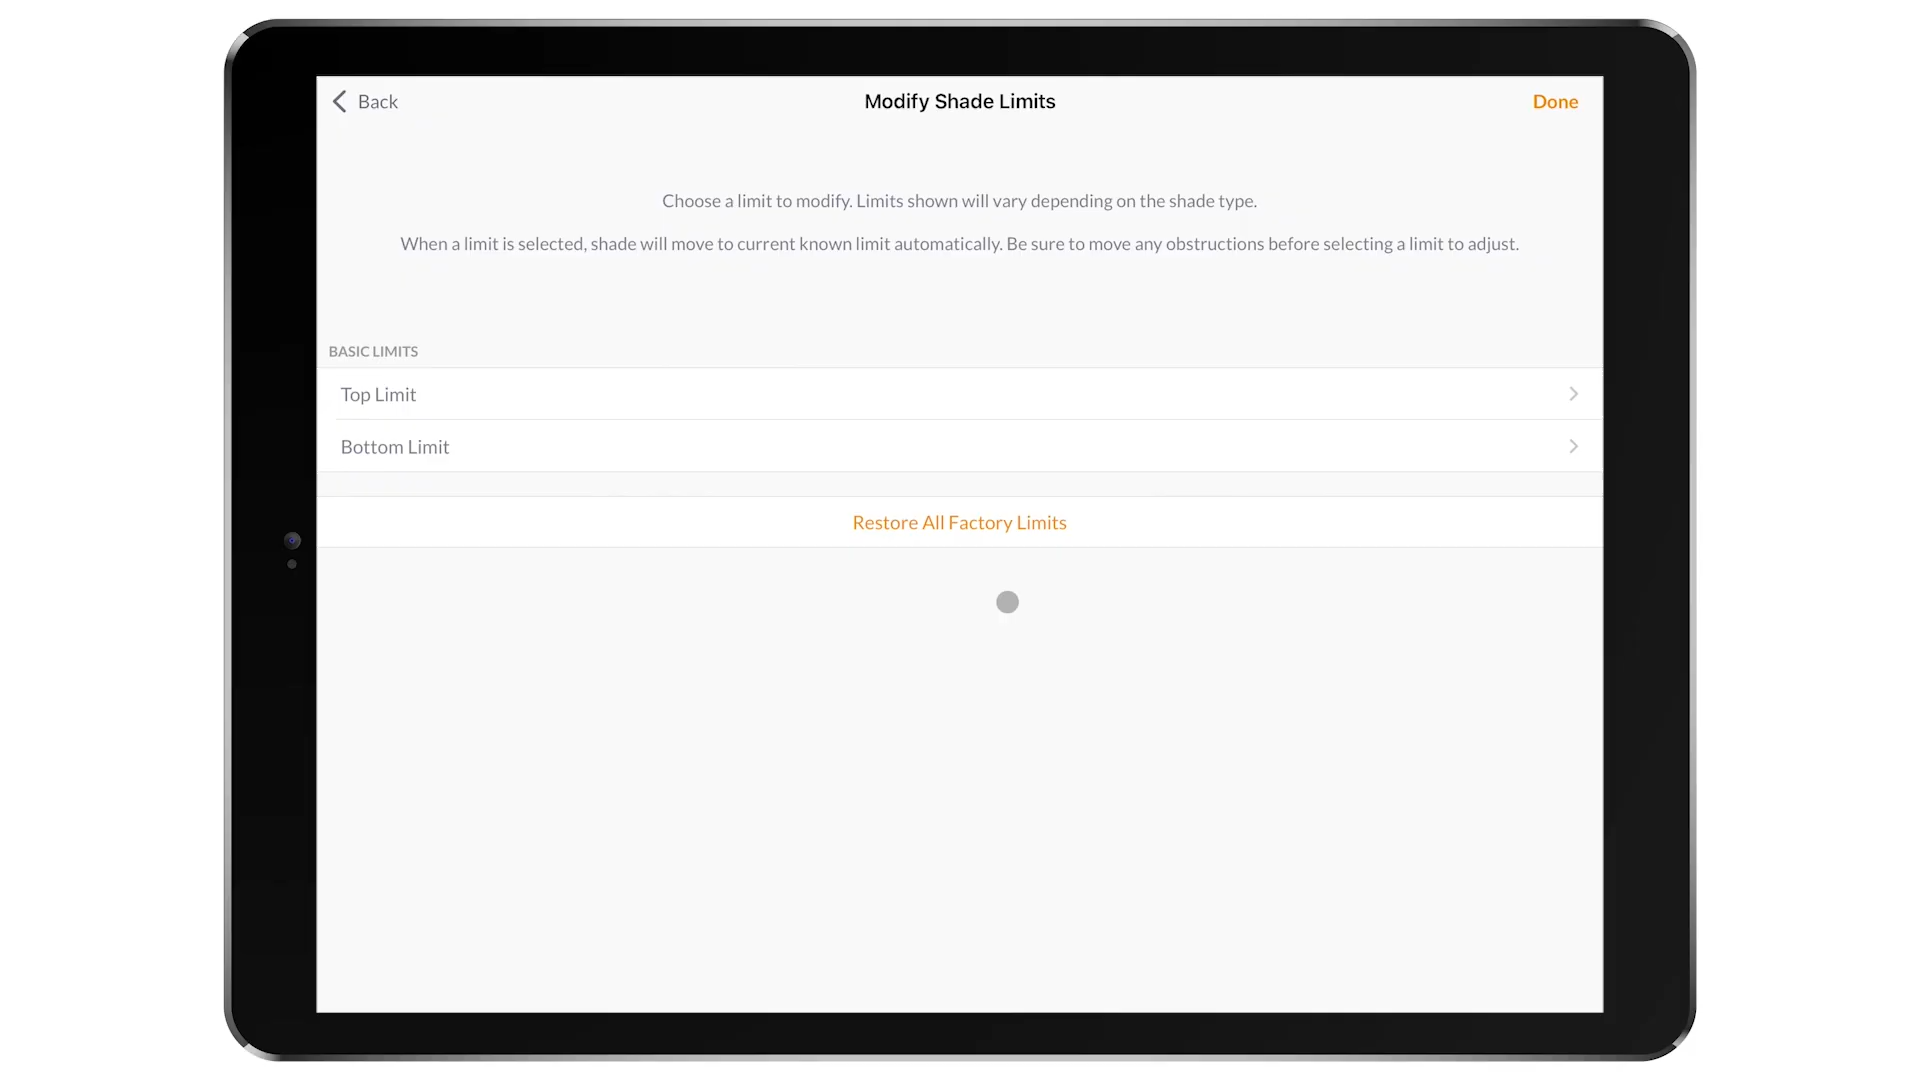 Back
Modify Shade Limits
Done
Choose a limit to modify. Limits shown will vary depending on the shade type.
When a limit is selected, shade will move to current known limit automatically. Be sure to move any obstructions before selecting a limit to adjust.
BASIC LIMITS
Top Limit
Bottom Limit
Restore All Factory Limits